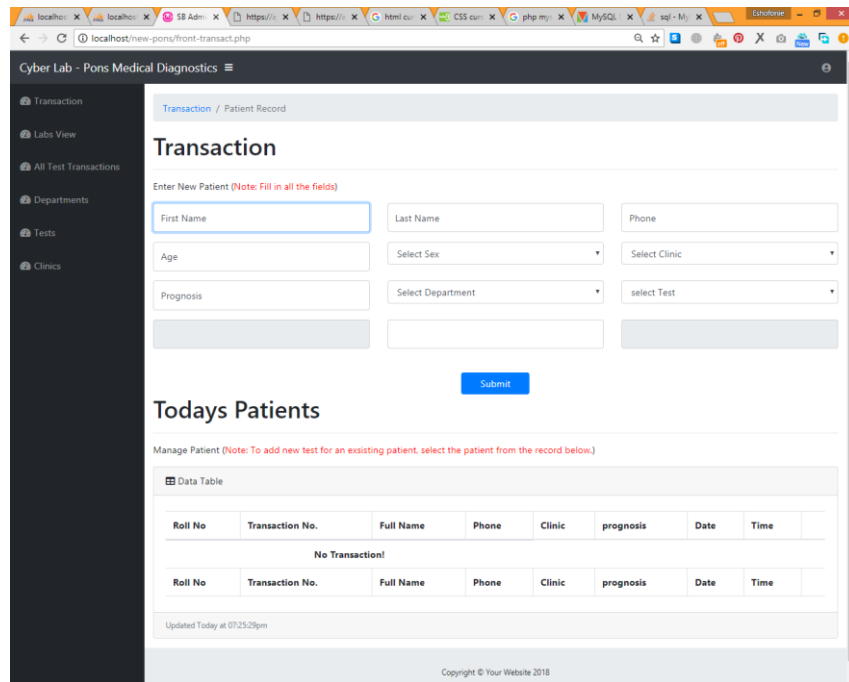 localhos localhos SB Admi https://c https://c G html cur CSS curs G php mys MySQL sql - My Eshofonie
localhost/new-pons/front-transact.php
Cyber Lab - Pons Medical Diagnostics
Transaction
Labs View
All Test Transactions
Departments
Tests
Clinics
Transaction / Patient Record
Transaction
Enter New Patient (Note: Fill in all the fields)
First Name Last Name Phone
Age Select Sex Select Clinic
Prognosis Select Department select Test
Submit
Todays Patients
Manage Patient (Note: To add new test for an exsisting patient, select the patient from the record below.)
Data Table
Roll No Transaction No. Full Name Phone Clinic prognosis Date Time
No Transaction!
Roll No Transaction No. Full Name Phone Clinic prognosis Date Time
Updated Today at 07:25:29pm
Copyright © Your Website 2018